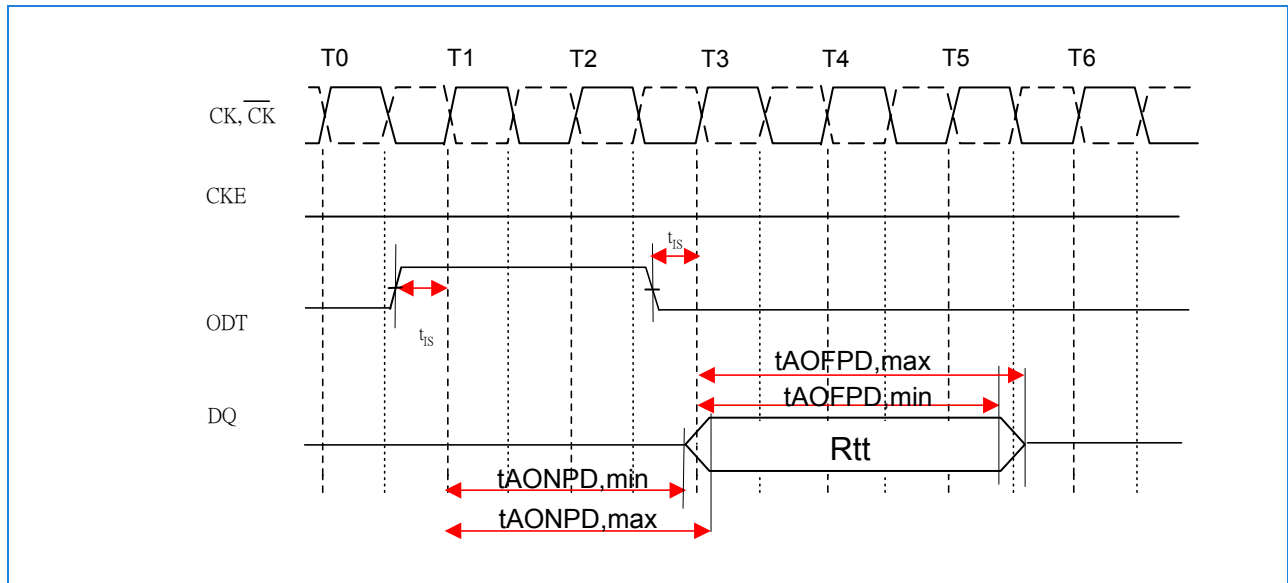 T0 T1 T2 T3 T4 T5 T6
CK, C̅K̅
CKE
tIS
ODT
tIS
tAOFPD,max
tAOFPD,min
DQ
Rtt
tAONPD,min
tAONPD,max